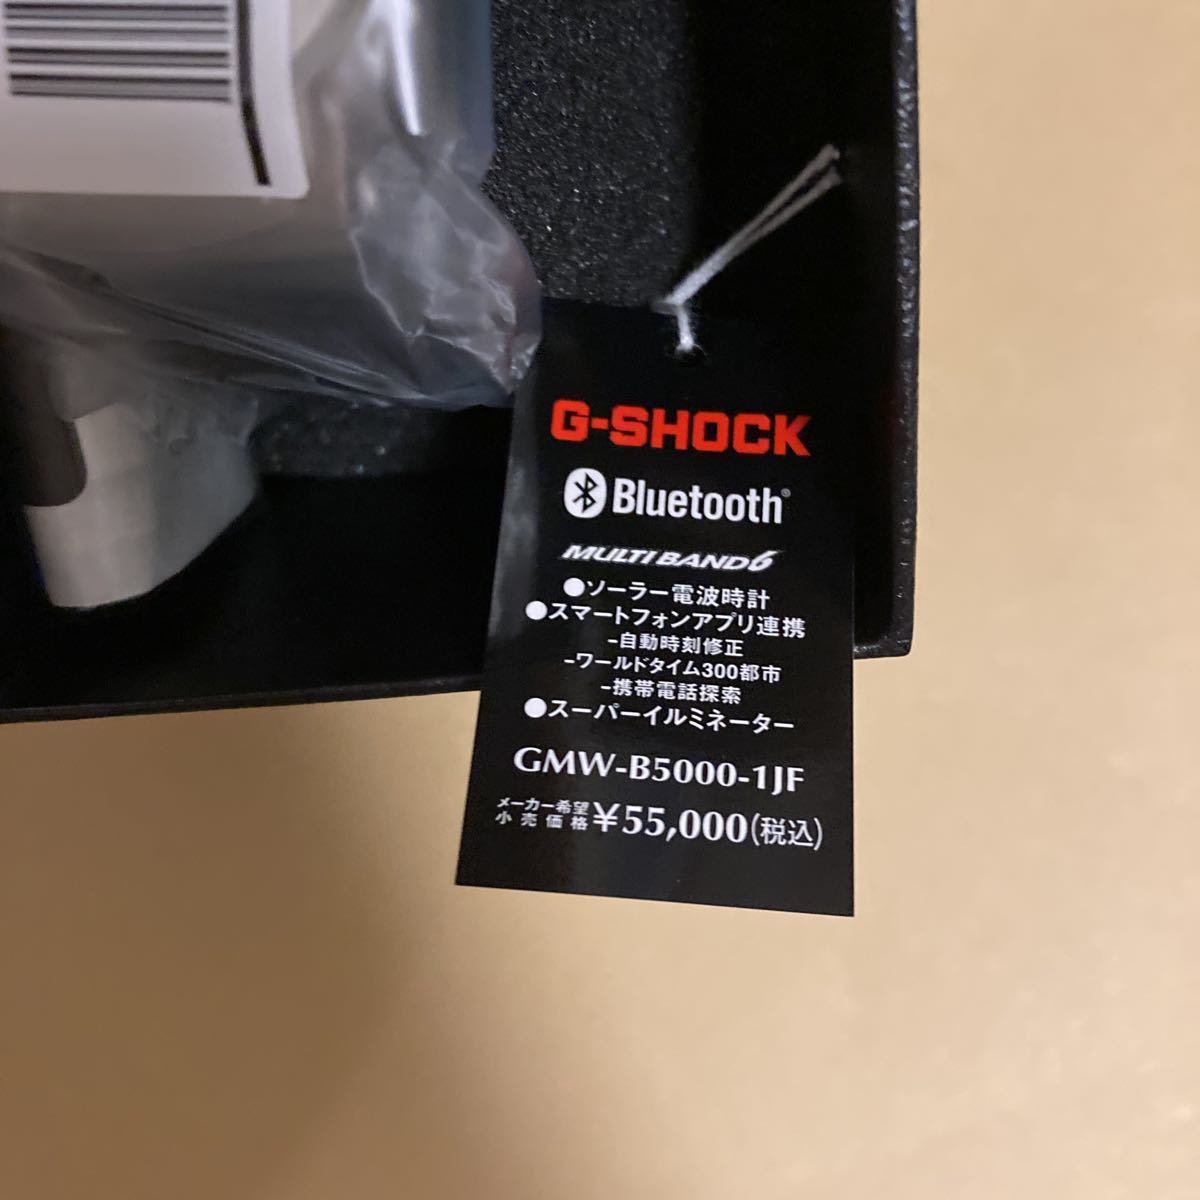 G-SHOCK
Bluetooth®
MULTI BAND 6
●ソーラー電波時計
●スマートフォンアプリ連携
-自動時刻修正
-ワールドタイム300都市
-携帯電話探索
●スーパーイルミネーター
GMW-B5000-1JF
メーカー希望
小売価格 ¥55,000(税込)